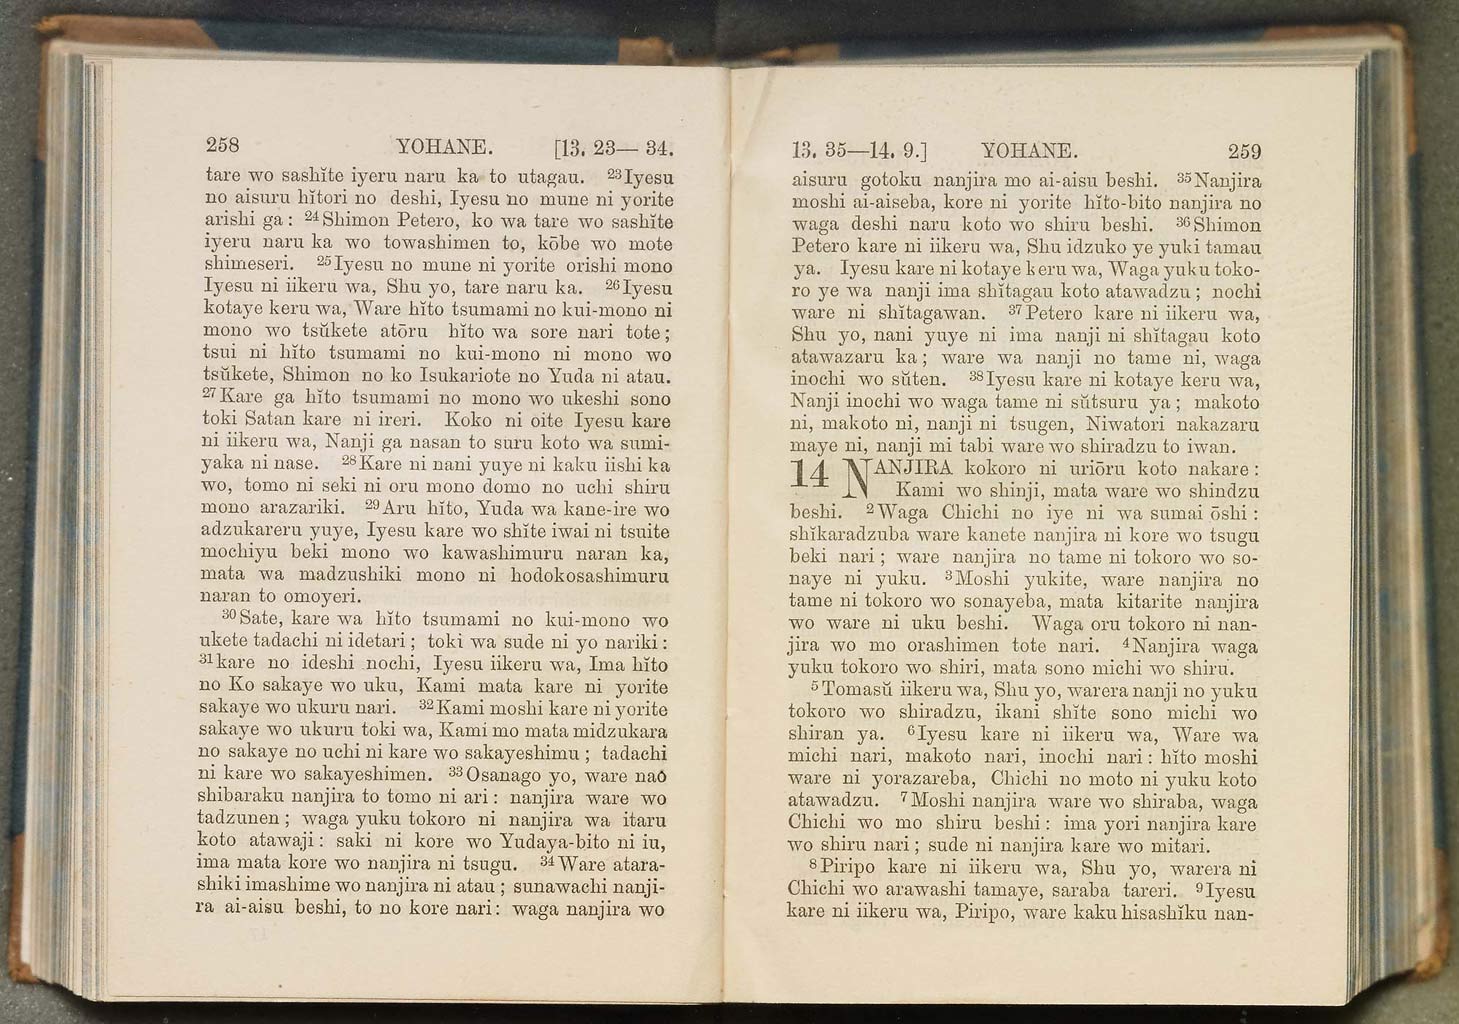 258 YOHANE. [13. 23— 34.
tare wo sashĭte iyeru naru ka to utagau. ²³Iyesu
no aisuru hĭtori no deshi, Iyesu no mune ni yorite
arishi ga: ²⁴Shimon Petero, ko wa tare wo sashĭte
iyeru naru ka wo towashimen to, kōbe wo mote
shimeseri. ²⁵Iyesu no mune ni yorite orishi mono
Iyesu ni iikeru wa, Shu yo, tare naru ka. ²⁶Iyesu
kotaye keru wa, Ware hĭto tsumami no kui-mono ni
mono wo tsŭkete atōru hĭto wa sore nari tote;
tsui ni hĭto tsumami no kui-mono ni mono wo
tsŭkete, Shimon no ko Isukariote no Yuda ni atau.
²⁷Kare ga hĭto tsumami no mono wo ukeshi sono
toki Satan kare ni ireri. Koko ni oite Iyesu kare
ni iikeru wa, Nanji ga nasan to suru koto wa sumi-
yaka ni nase. ²⁸Kare ni nani yuye ni kaku iishi ka
wo, tomo ni seki ni oru mono domo no uchi shiru
mono arazariki. ²⁹Aru hĭto, Yuda wa kane-ire wo
adzukareru yuye, Iyesu kare wo shĭte iwai ni tsuite
mochiyu beki mono wo kawashimuru naran ka,
mata wa madzushiki mono ni hodokosashimuru
naran to omoyeri.
³⁰Sate, kare wa hĭto tsumami no kui-mono wo
ukete tadachi ni idetari; toki wa sude ni yo nariki:
³¹kare no ideshi nochi, Iyesu iikeru wa, Ima hĭto
no Ko sakaye wo uku, Kami mata kare ni yorite
sakaye wo ukuru nari. ³²Kami moshi kare ni yorite
sakaye wo ukuru toki wa, Kami mo mata midzukara
no sakaye no uchi ni kare wo sakayeshimu; tadachi
ni kare wo sakayeshimen. ³³Osanago yo, ware nao
shibaraku nanjira to tomo ni ari: nanjira ware wo
tadzunen; waga yuku tokoro ni nanjira wa itaru
koto atawaji: saki ni kore wo Yudaya-bito ni iu,
ima mata kore wo nanjira ni tsugu. ³⁴Ware atara-
shiki imashime wo nanjira ni atau; sunawachi nanji-
ra ai-aisu beshi, to no kore nari: waga nanjira wo
13. 35—14. 9.] YOHANE. 259
aisuru gotoku nanjira mo ai-aisu beshi. ³⁵Nanjira
moshi ai-aiseba, kore ni yorite hĭto-bito nanjira no
waga deshi naru koto wo shiru beshi. ³⁶Shimon
Petero kare ni iikeru wa, Shu idzuko ye yuki tamau
ya. Iyesu kare ni kotaye keru wa, Waga yuku toko-
ro ye wa nanji ima shĭtagau koto atawadzu; nochi
ware ni shĭtagawan. ³⁷Petero kare ni iikeru wa,
Shu yo, nani yuye ni ima nanji ni shĭtagau koto
atawazaru ka; ware wa nanji no tame ni, waga
inochi wo sŭten. ³⁸Iyesu kare ni kotaye keru wa,
Nanji inochi wo waga tame ni sŭtsuru ya; makoto
ni, makoto ni, nanji ni tsugen, Niwatori nakazaru
maye ni, nanji mi tabi ware wo shiradzu to iwan.
14 NANJIRA kokoro ni uriōru koto nakare:
Kami wo shinji, mata ware wo shindzu
beshi. ²Waga Chichi no iye ni wa sumai ōshi:
shĭkaradzuba ware kanete nanjira ni kore wo tsugu
beki nari; ware nanjira no tame ni tokoro wo so-
naye ni yuku. ³Moshi yukite, ware nanjira no
tame ni tokoro wo sonayeba, mata kitarite nanjira
wo ware ni uku beshi. Waga oru tokoro ni nan-
jira wo mo orashimen tote nari. ⁴Nanjira waga
yuku tokoro wo shiri, mata sono michi wo shiru.
⁵Tomasŭ iikeru wa, Shu yo, warera nanji no yuku
tokoro wo shiradzu, ikani shĭte sono michi wo
shiran ya. ⁶Iyesu kare ni iikeru wa, Ware wa
michi nari, makoto nari, inochi nari: hĭto moshi
ware ni yorazareba, Chichi no moto ni yuku koto
atawadzu. ⁷Moshi nanjira ware wo shiraba, waga
Chichi wo mo shiru beshi: ima yori nanjira kare
wo shiru nari; sude ni nanjira kare wo mitari.
⁸Piripo kare ni iikeru wa, Shu yo, warera ni
Chichi wo arawashi tamaye, saraba tareri. ⁹Iyesu
kare ni iikeru wa, Piripo, ware kaku hisashĭku nan-